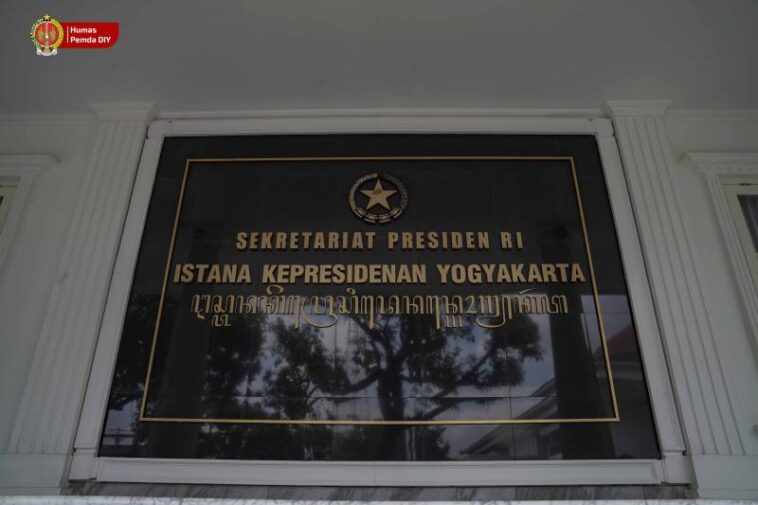 Humas
Pemda DIY
SEKRETARIAT PRESIDEN RI
ISTANA KEPRESIDENAN YOGYAKARTA